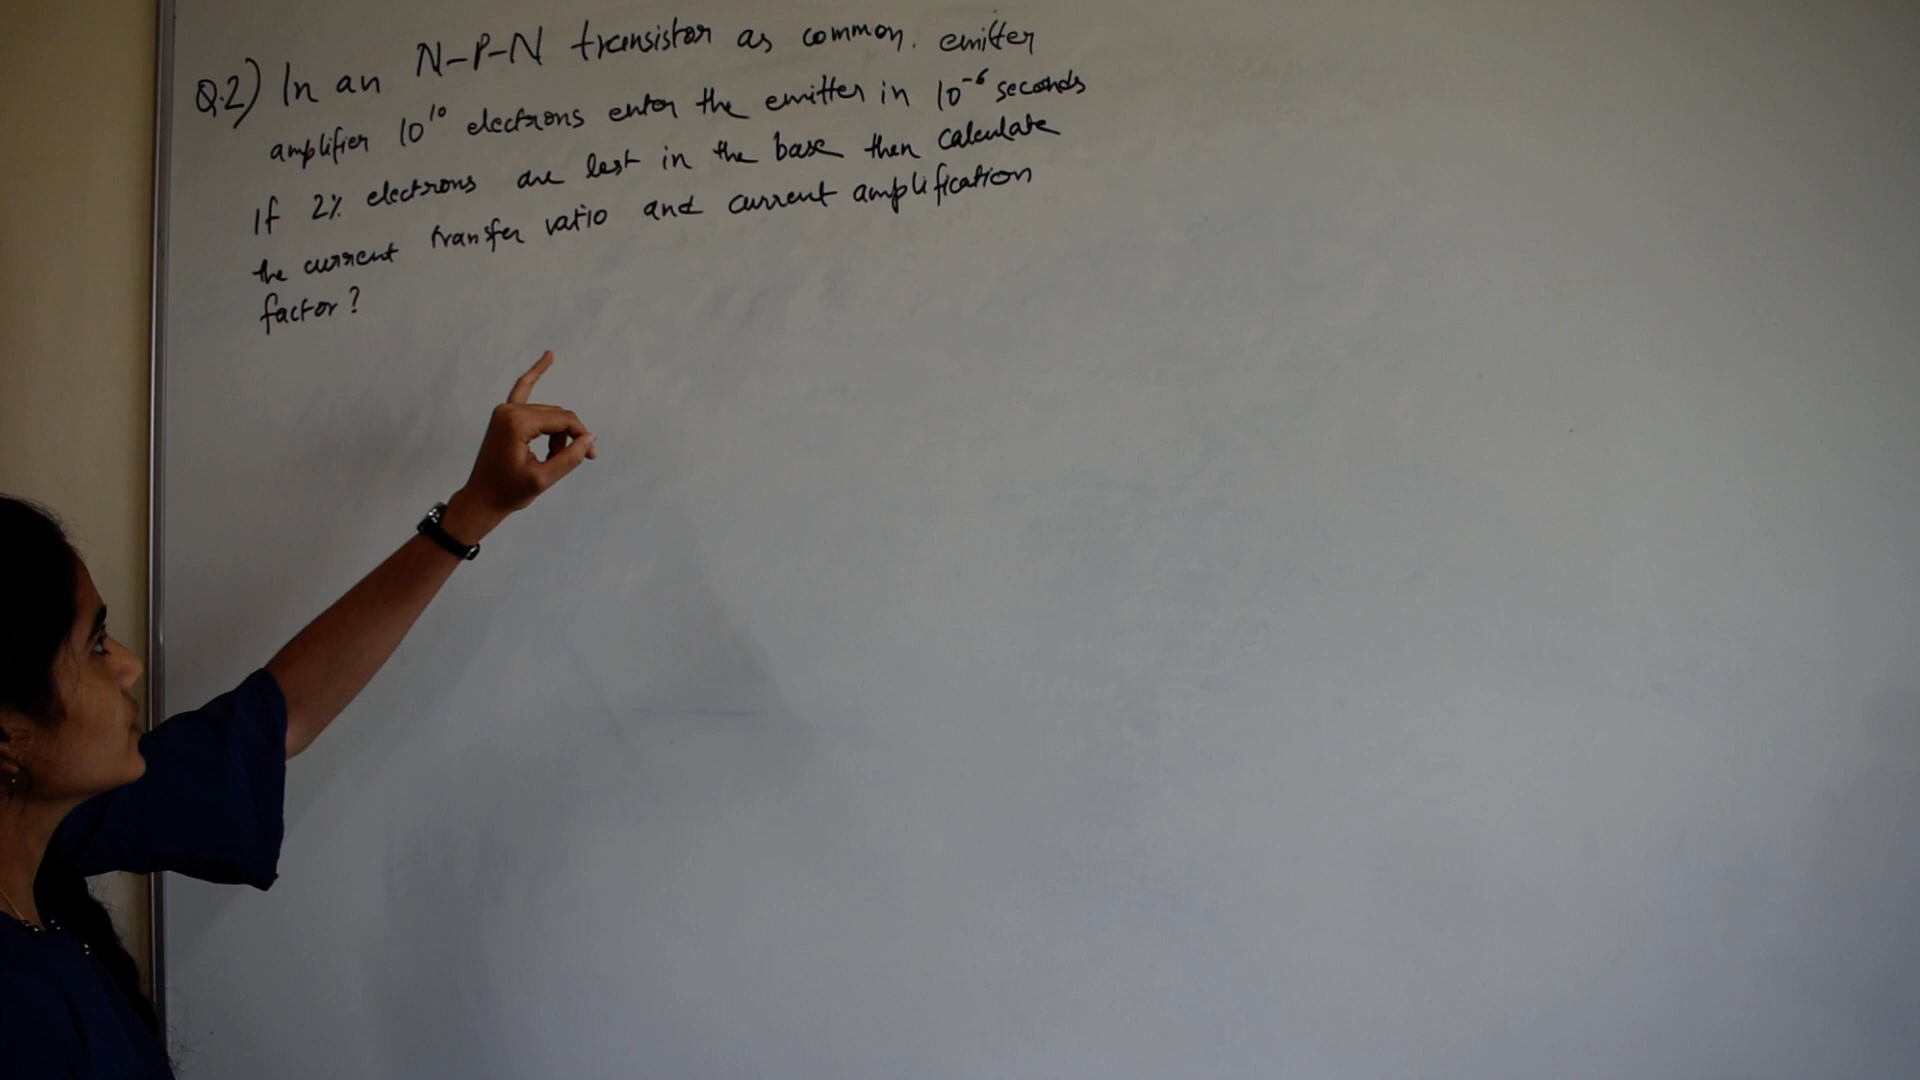 Q.2) In an N-P-N transistor as common. emitter
amplifier 10¹⁰ electrons enter the emitter in 10⁻⁶ seconds
If 2% electrons are lost in the base then calculate
the current transfer ratio and current amplification
factor?